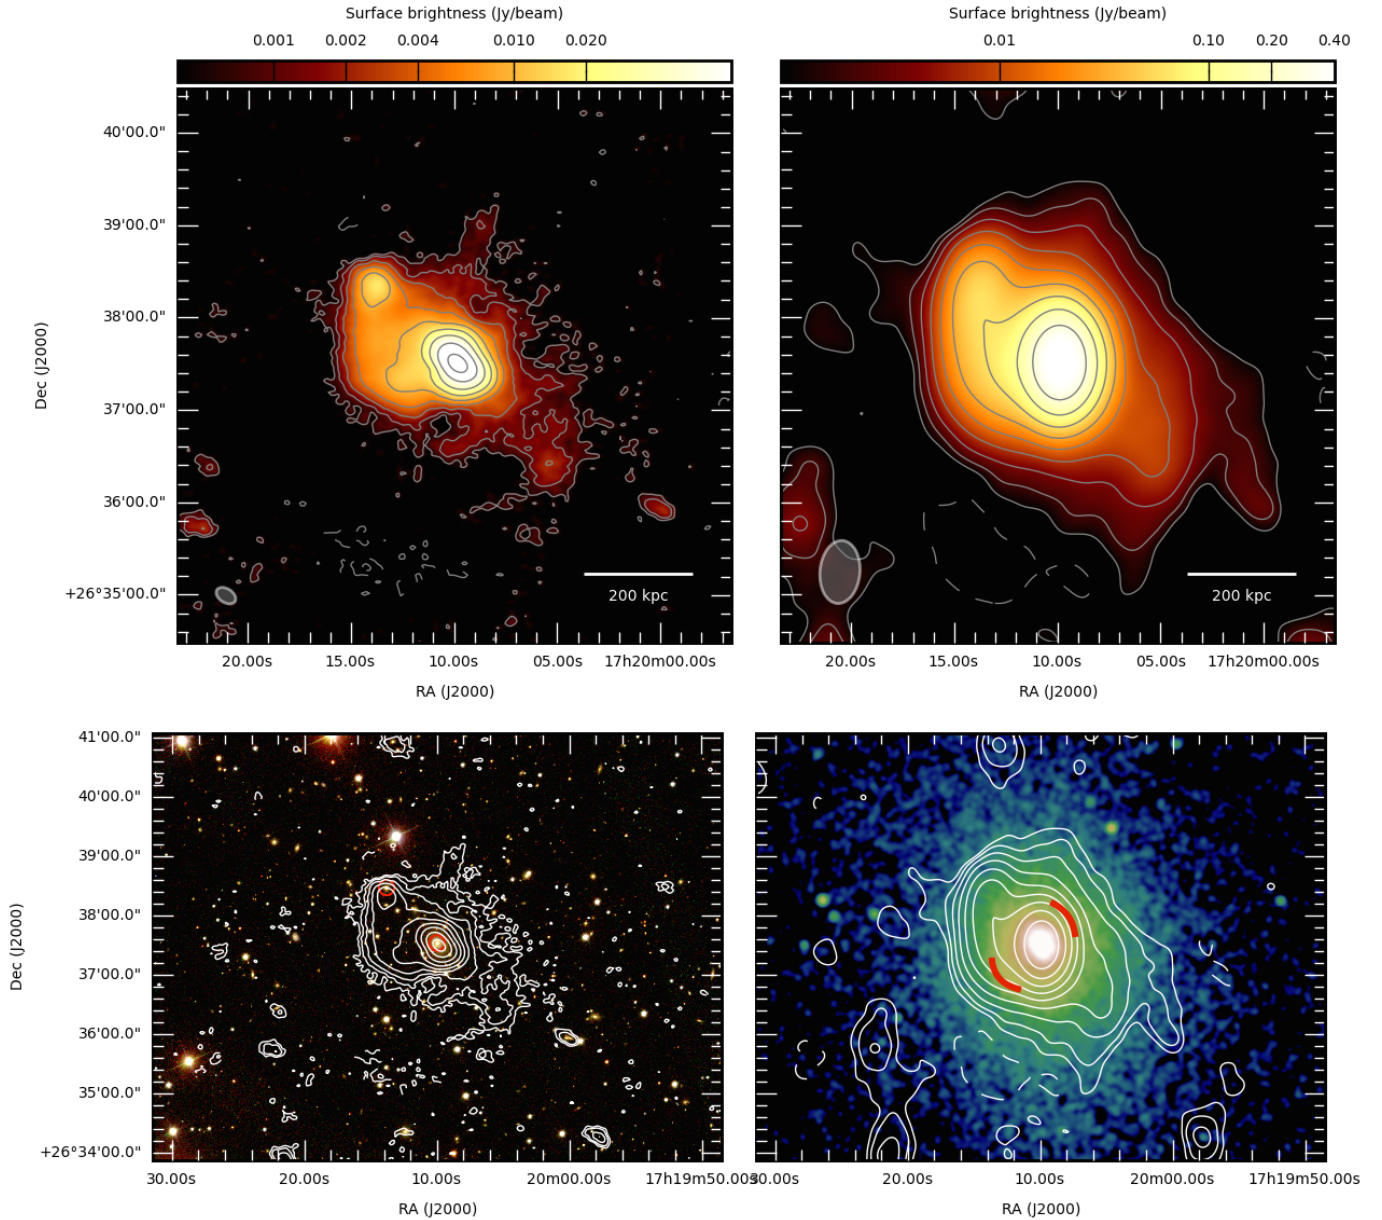 Surface brightness (Jy/beam) Surface brightness (Jy/beam)
0.001 0.002 0.004 0.010 0.020 0.01 0.10 0.20 0.40
40'00.0"
39'00.0"
38'00.0"
37'00.0"
36'00.0"
+26°35'00.0"
Dec (J2000)
200 kpc 200 kpc
20.00s 15.00s 10.00s 05.00s 17h20m00.00s 20.00s 15.00s 10.00s 05.00s 17h20m00.00s
RA (J2000) RA (J2000)
41'00.0"
40'00.0"
39'00.0"
38'00.0"
37'00.0"
36'00.0"
35'00.0"
+26°34'00.0"
Dec (J2000)
30.00s 20.00s 10.00s 20m00.00s 17h19m50.00s 30.00s 20.00s 10.00s 20m00.00s 17h19m50.00s
RA (J2000) RA (J2000)